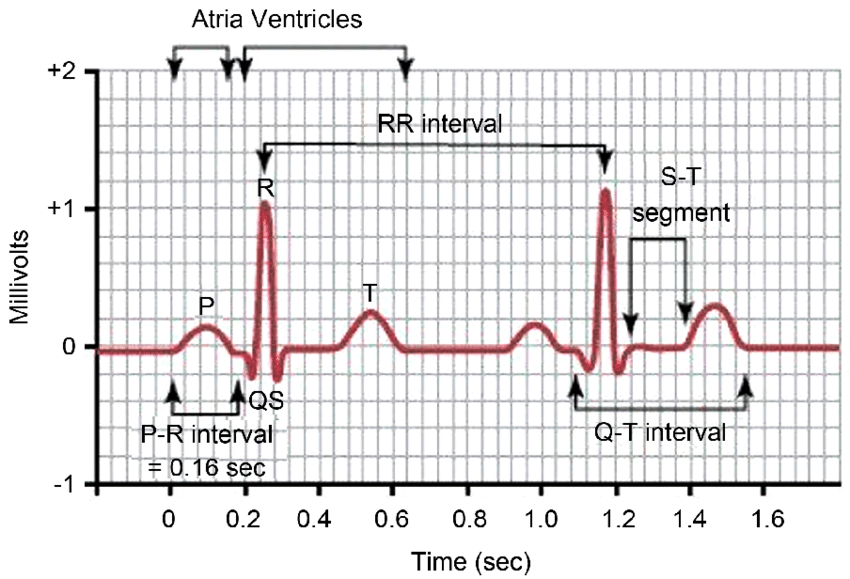 Atria Ventricles
+2
RR interval
R
S-T
segment
+1
Millivolts
P
T
0
QS
P-R interval
= 0.16 sec
Q-T interval
-1
0 0.2 0.4 0.6 0.8 1.0 1.2 1.4 1.6
Time (sec)